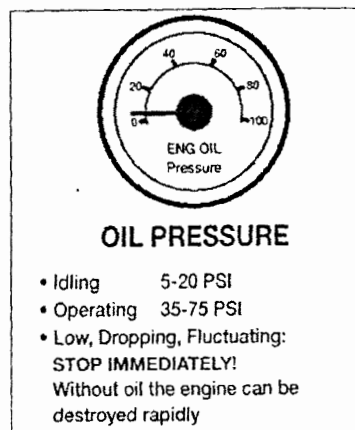 40 60
20 80
0 100
ENG OIL
Pressure
OIL PRESSURE
• Idling 5-20 PSI
• Operating 35-75 PSI
• Low, Dropping, Fluctuating:
STOP IMMEDIATELY!
Without oil the engine can be
destroyed rapidly